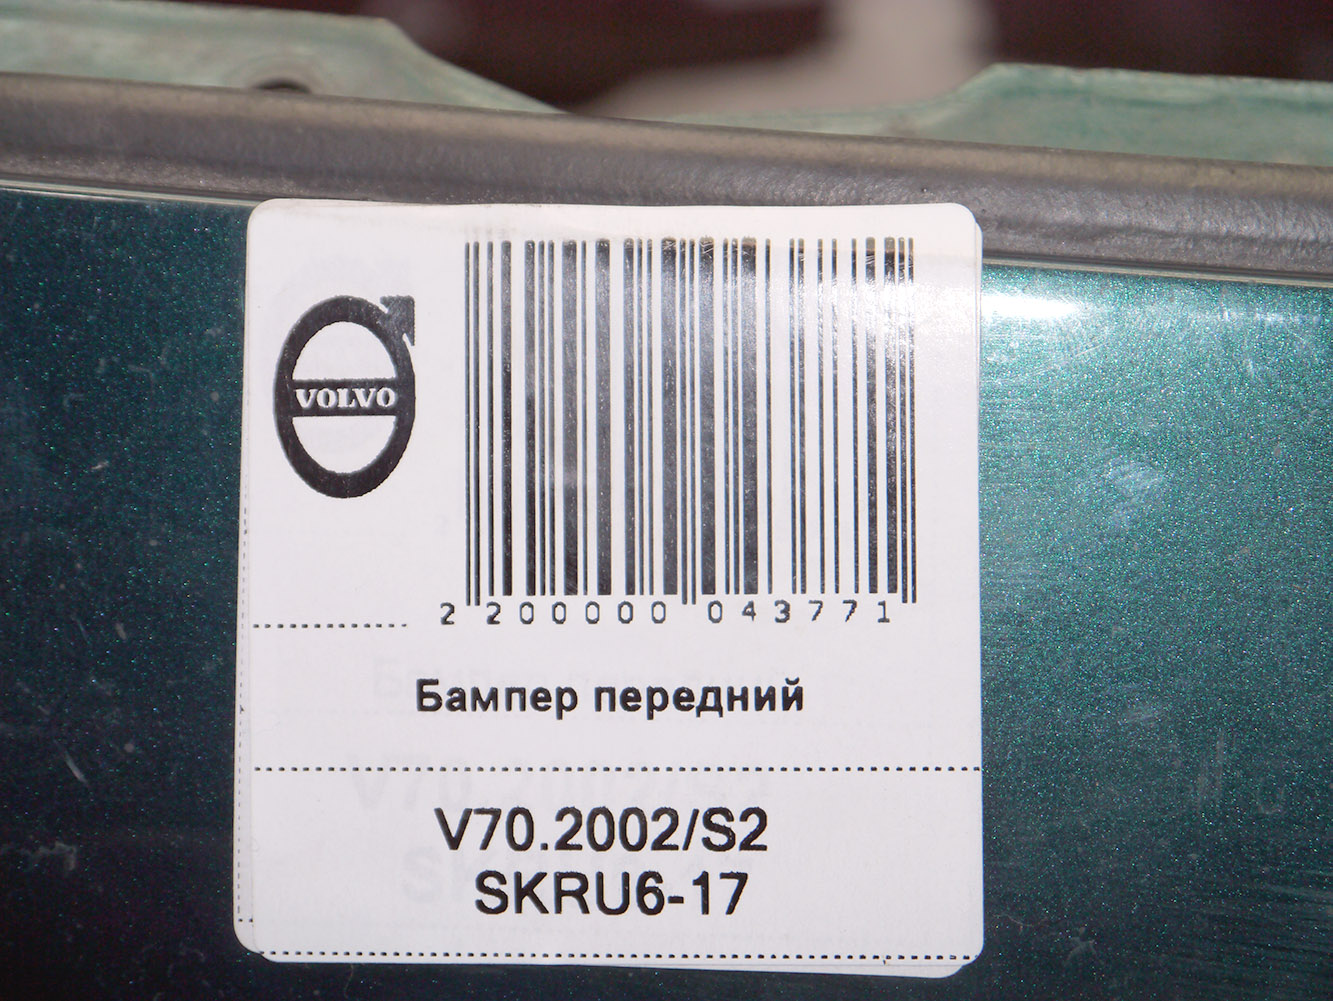 VOLVO
2 200000 043771
Бампер передний
V70.2002/S2
SKRU6-17